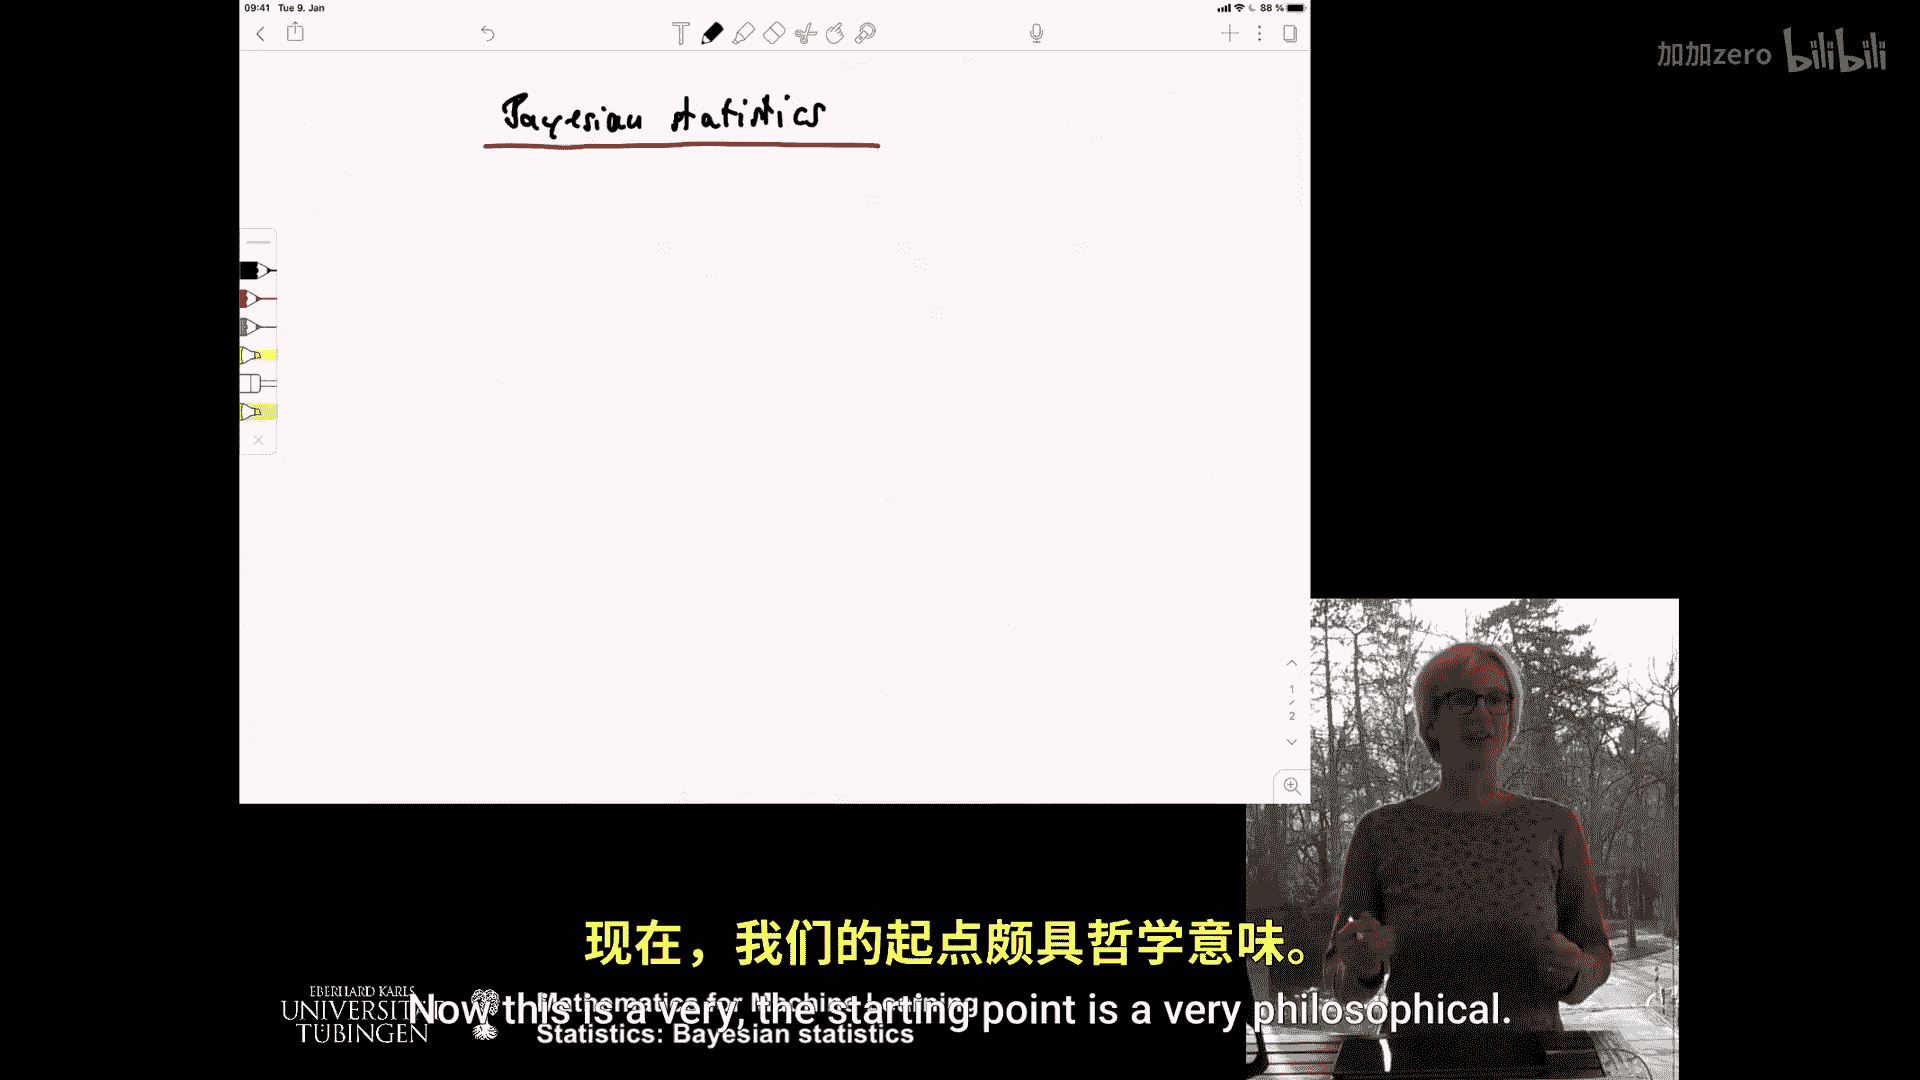 09:41 Tue 9. Jan
88 %
加加zero bilibili
T
Bayesian statistics
1
2
现在，我们的起点颇具哲学意味。
Now this is a very, the starting point is a very philosophical.
EBERHARD KARLS
UNIVERSITÄT
TÜBINGEN
Mathematics for Machine Learning
Statistics: Bayesian statistics